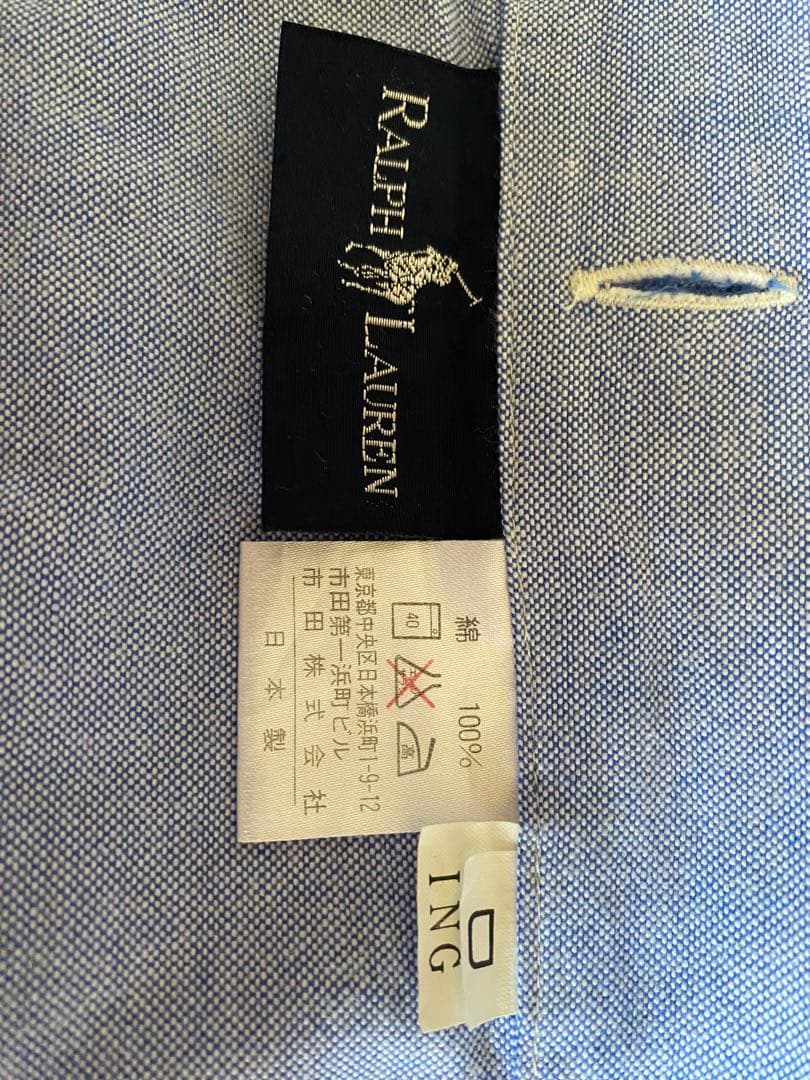 RALPH LAUREN
綿 100%
40
高
東京都中央区日本橋浜町1-9-12
市田第一浜町ビル
市田株式会社
日本製
ING